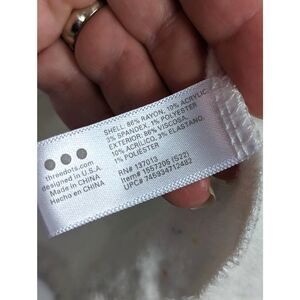 SHELL: 86% RAYON, 10% ACRYLIC,
3% SPANDEX, 1% POLYESTER
EXTERIOR: 86% VISCOSA,
10% ACRILICO, 3% ELASTANO,
1% POLIESTER
RN# 137013
Item# 1557206 (S22)
UPC# 745934712482
threedots.com
designed in U.S.A.
Made in CHINA
Hecho en CHINA